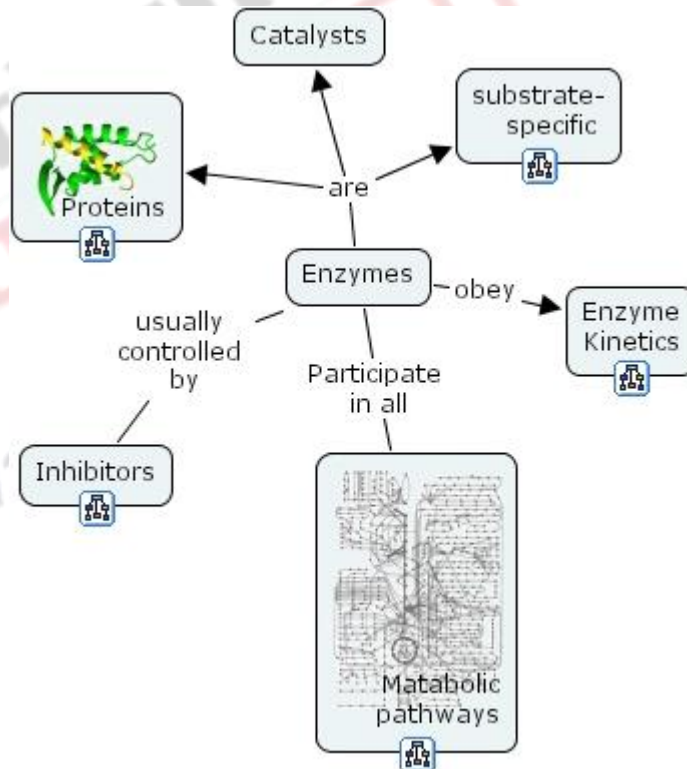 Catalysts
substrate-
specific
Proteins
are
Enzymes
obey
Enzyme
Kinetics
usually
controlled
by
Participate
in all
Inhibitors
Matabolic
pathways